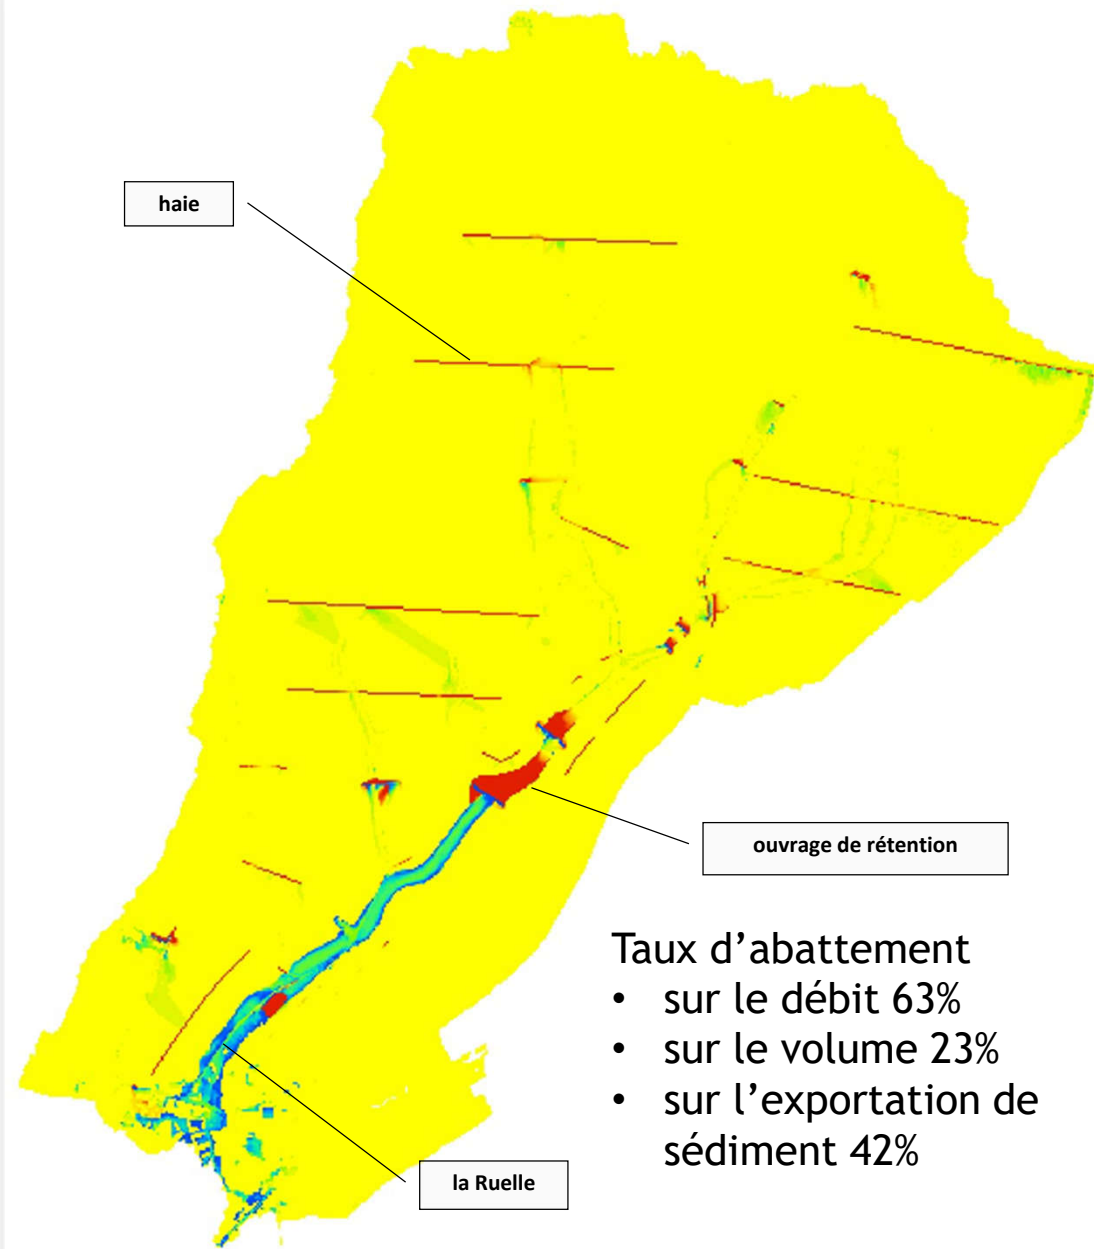 haie
ouvrage de rétention
Taux d’abattement
• sur le débit 63%
• sur le volume 23%
• sur l’exportation de
sédiment 42%
la Ruelle